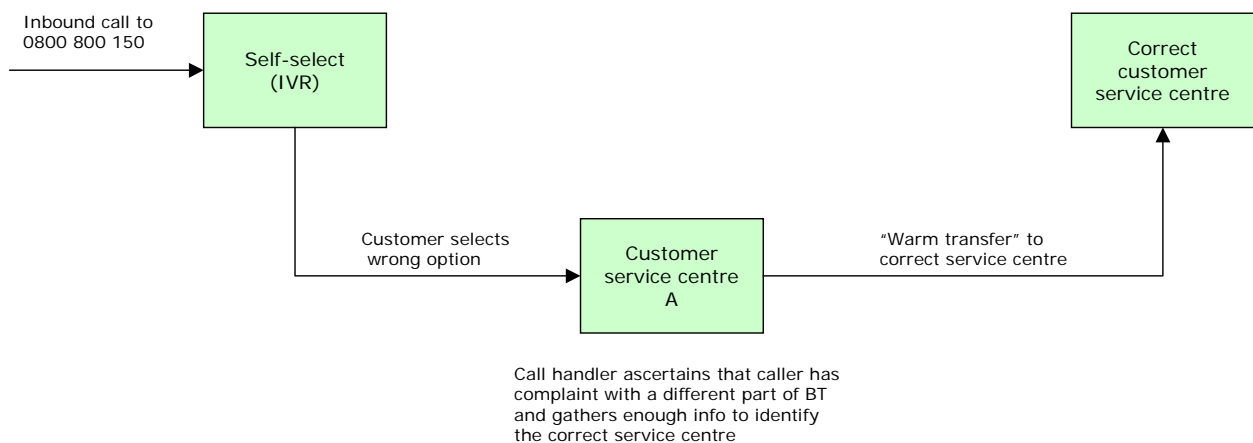 Inbound call to
0800 800 150
Self-select
(IVR)
Correct
customer
service centre
Customer selects
wrong option
Customer
service centre
A
“Warm transfer” to
correct service centre
Call handler ascertains that caller has
complaint with a different part of BT
and gathers enough info to identify
the correct service centre